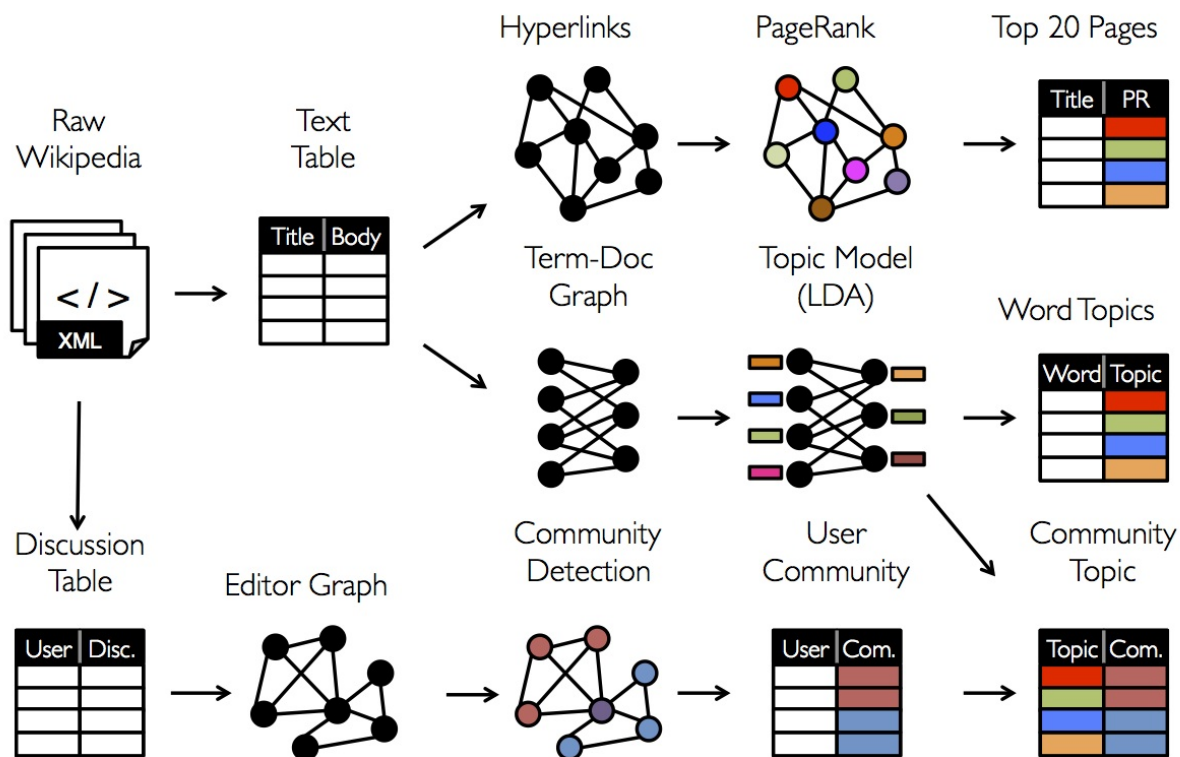 Hyperlinks
PageRank
Top 20 Pages
Raw
Wikipedia
Text
Table
Title Body
Title PR
< / >
XML
Term-Doc
Graph
Topic Model
(LDA)
Word Topics
Word Topic
Discussion
Table
Editor Graph
Community
Detection
User
Community
Community
Topic
User Disc.
User Com.
Topic Com.